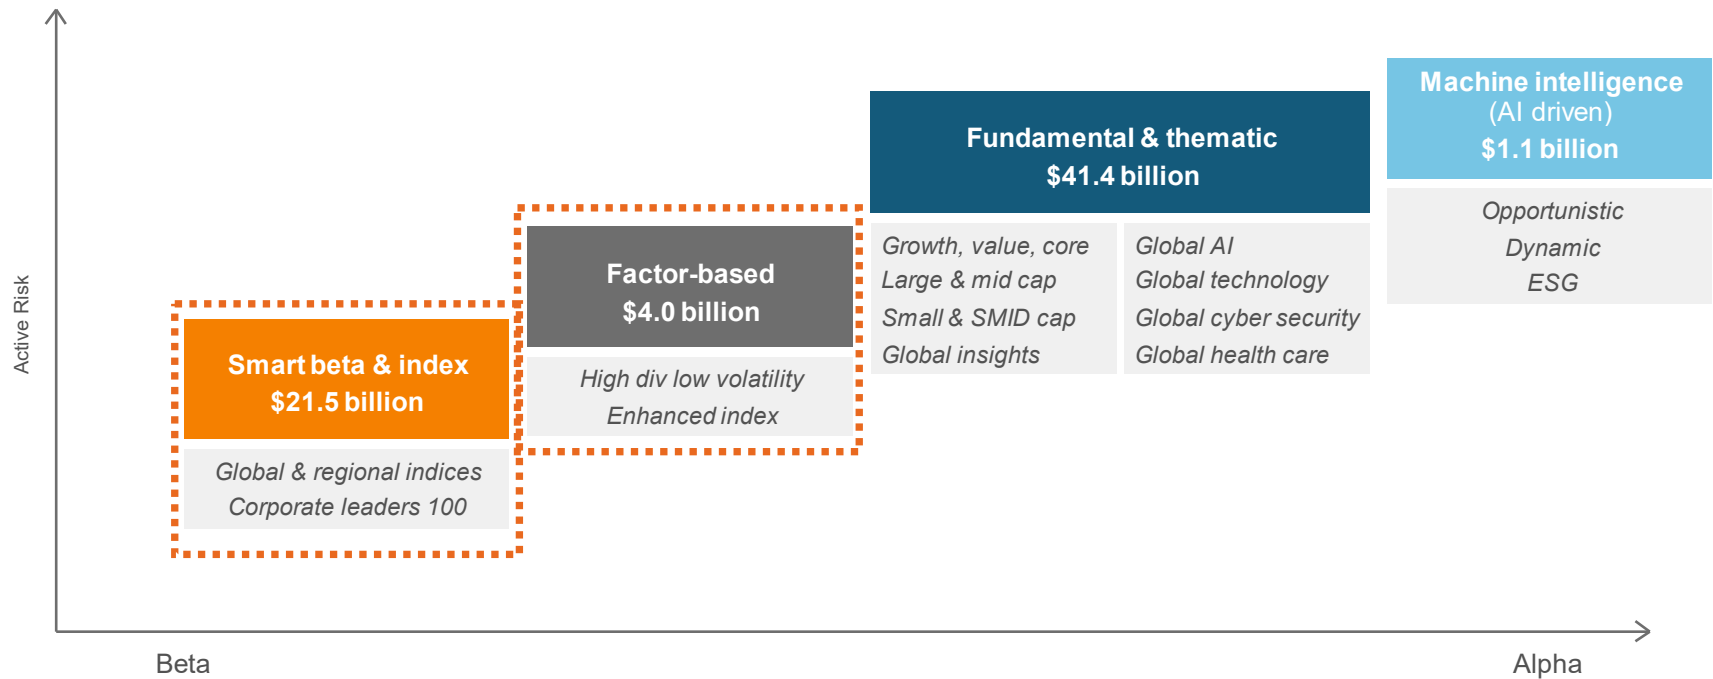 Active Risk
Smart beta & index
$21.5 billion
Global & regional indices
Corporate leaders 100
Factor-based
$4.0 billion
High div low volatility
Enhanced index
Fundamental & thematic
$41.4 billion
Growth, value, core
Large & mid cap
Small & SMID cap
Global insights
Global AI
Global technology
Global cyber security
Global health care
Machine intelligence
(AI driven)
$1.1 billion
Opportunistic
Dynamic
ESG
Beta
Alpha